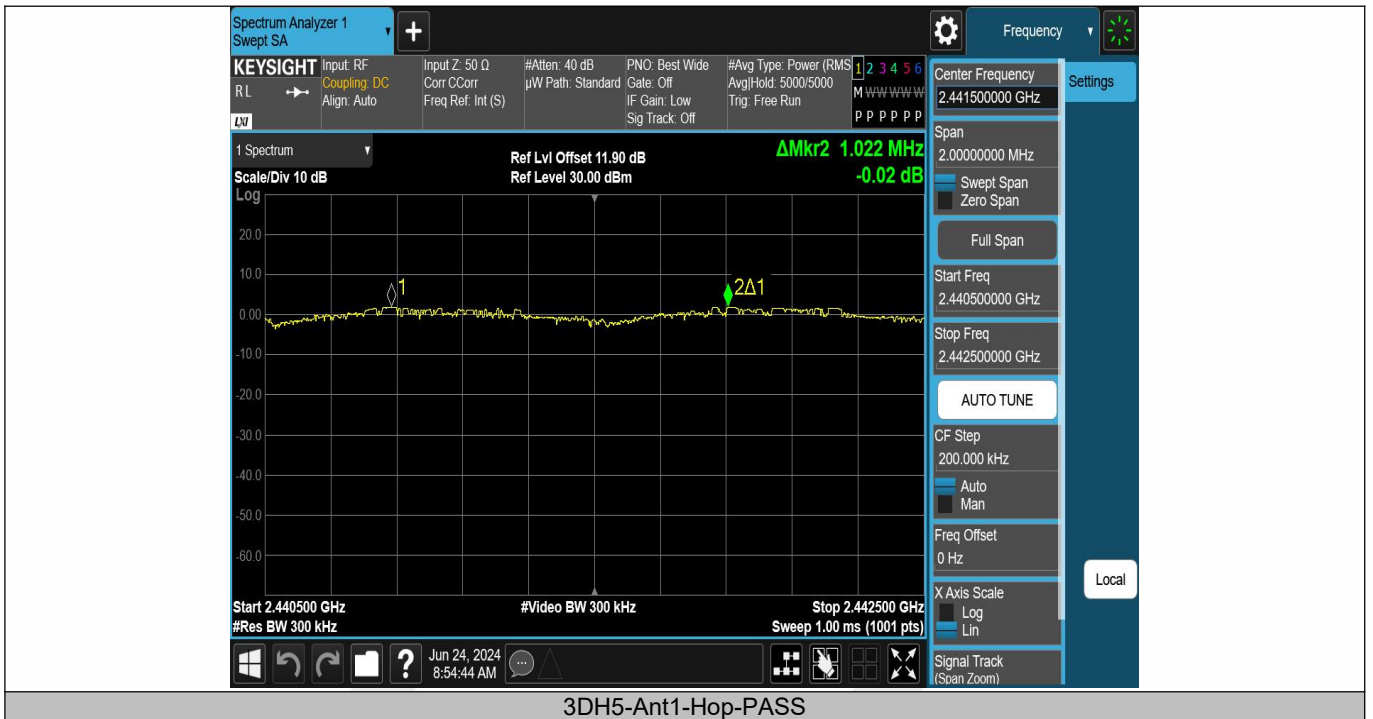 Spectrum Analyzer 1
Swept SA
+
Frequency
KEYSIGHT
RL
LXI
Input: RF
Coupling: DC
Align: Auto
Input Z: 50 Ω
Corr CCorr
Freq Ref: Int (S)
#Atten: 40 dB
µW Path: Standard
PNO: Best Wide
Gate: Off
IF Gain: Low
Sig Track: Off
#Avg Type: Power (RMS
Avg|Hold: 5000/5000
Trig: Free Run
1 2 3 4 5 6
M W W W W W
P P P P P P
1 Spectrum
Scale/Div 10 dB
Log
Ref Lvl Offset 11.90 dB
Ref Level 30.00 dBm
ΔMkr2 1.022 MHz
-0.02 dB
20.0
10.0
0.00
-10.0
-20.0
-30.0
-40.0
-50.0
-60.0
1
2Δ1
Start 2.440500 GHz
#Res BW 300 kHz
#Video BW 300 kHz
Stop 2.442500 GHz
Sweep 1.00 ms (1001 pts)
Center Frequency
2.441500000 GHz
Settings
Span
2.00000000 MHz
Swept Span
Zero Span
Full Span
Start Freq
2.440500000 GHz
Stop Freq
2.442500000 GHz
AUTO TUNE
CF Step
200.000 kHz
Auto
Man
Freq Offset
0 Hz
X Axis Scale
Log
Lin
Local
Signal Track
(Span Zoom)
?
Jun 24, 2024
8:54:44 AM
3DH5-Ant1-Hop-PASS